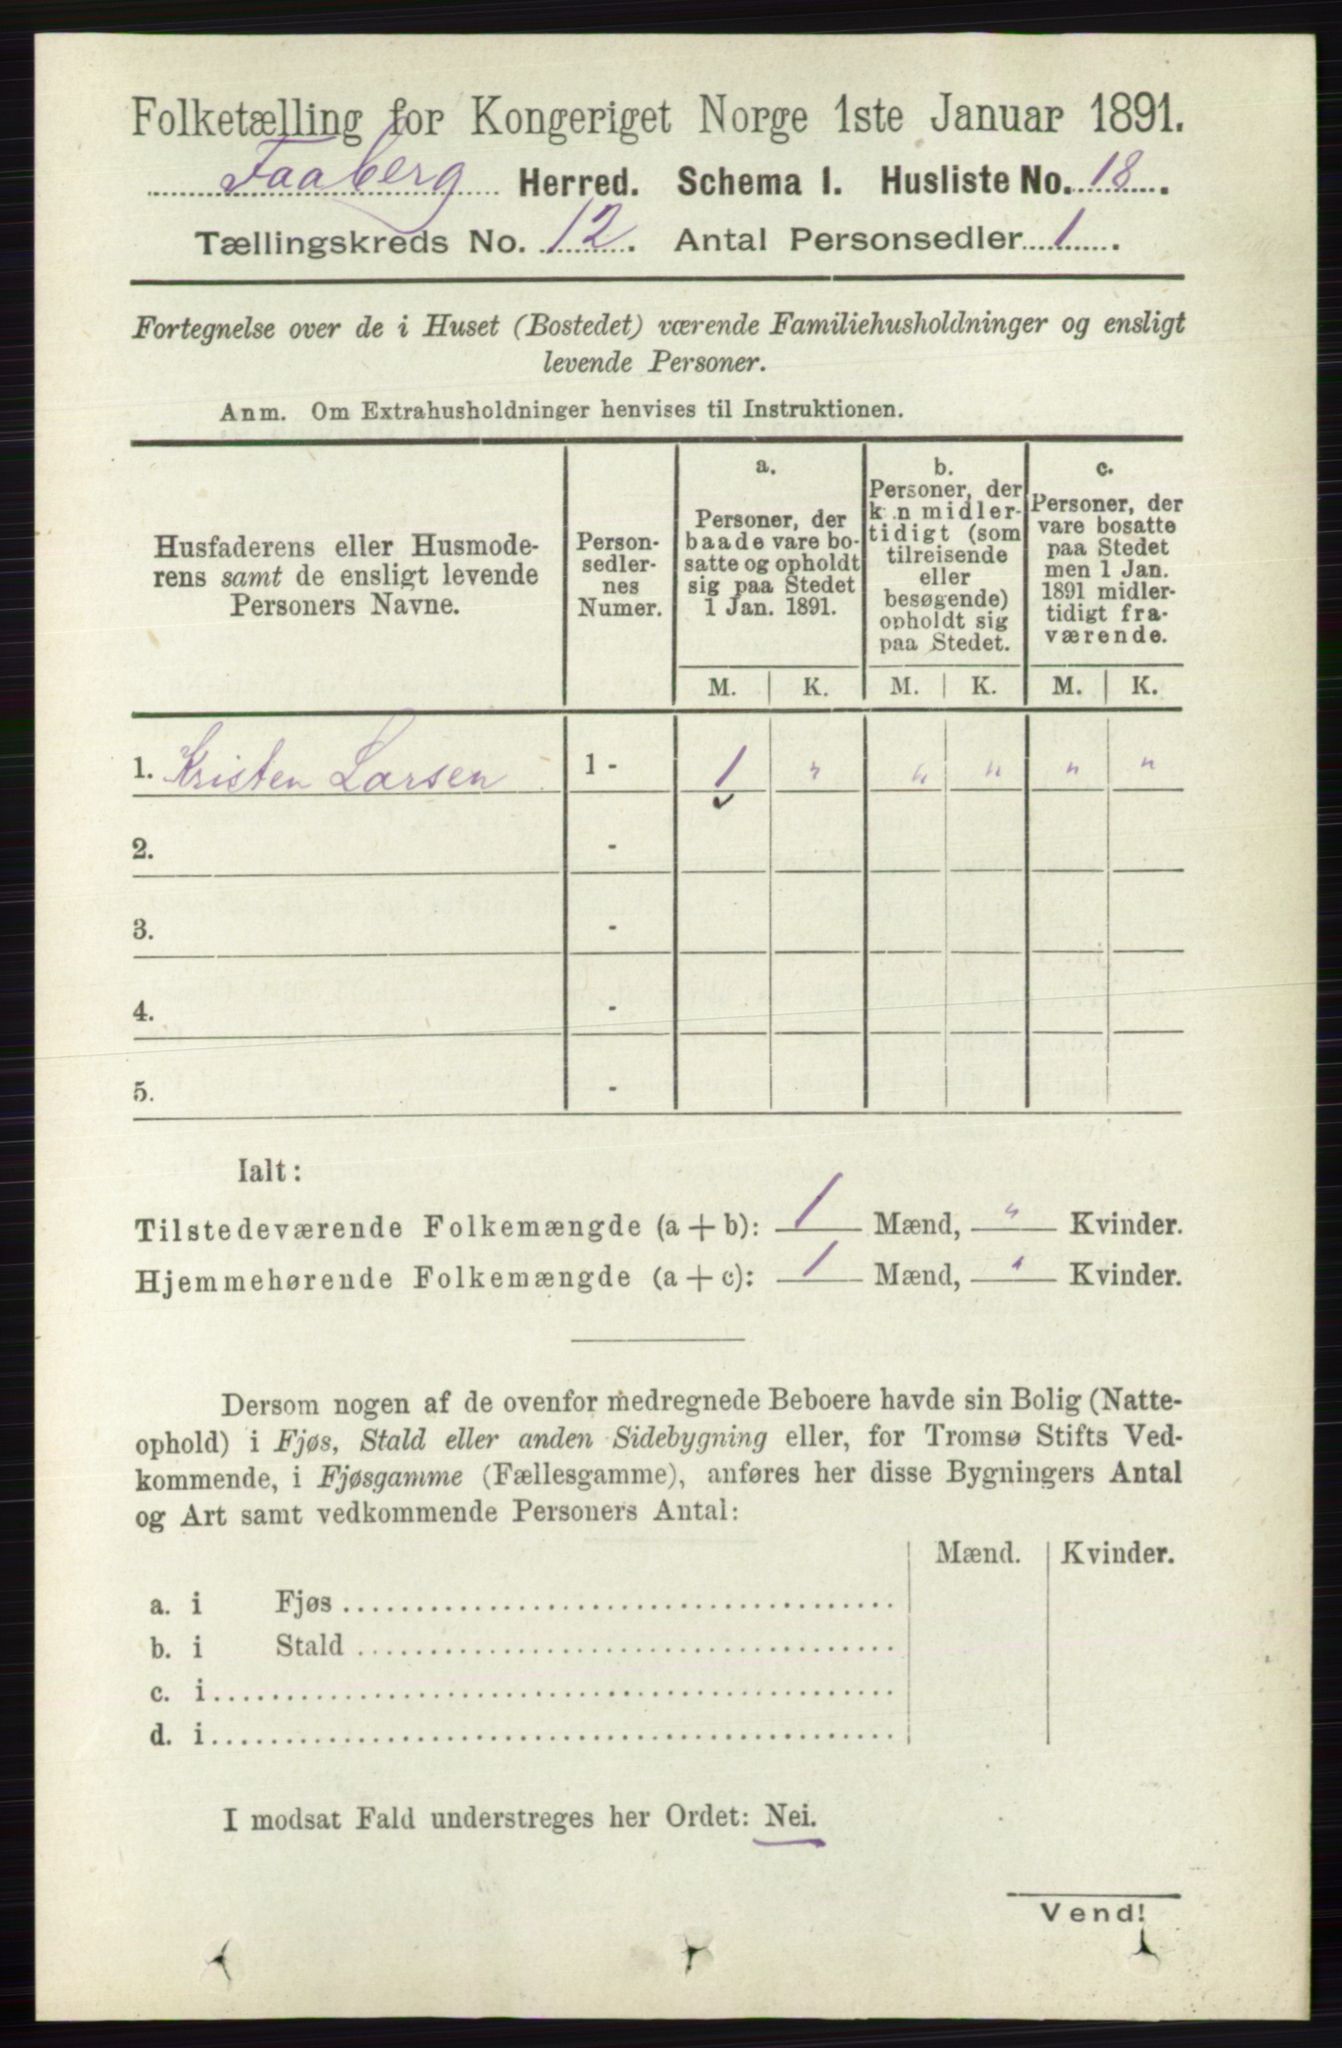 Folketælling for Kongeriget Norge 1ste Januar 1891.
Faaberg Herred. Schema I. Husliste No. 18.
Tællingskreds No. 12. Antal Personsedler 1.
Fortegnelse over de i Huset (Bostedet) værende Familiehusholdninger og ensligt
levende Personer.
Anm. Om Extrahusholdninger henvises til Instruktionen.
Husfaderens eller Husmode-
rens samt de ensligt levende
Personers Navne.
Person-
sedler-
nes
Numer.
a.
Personer, der
baade vare bo-
satte og opholdt
sig paa Stedet
1 Jan. 1891.
b.
Personer, der
k n midler-
tidigt (som
tilreisende
eller
besøgende)
opholdt sig
paa Stedet.
c.
Personer, der
vare bosatte
paa Stedet
men 1 Jan.
1891 midler-
tidigt fra-
værende.
M. K. M. K. M. K.
1. Kristen Larsen 1 - 1 " " " " "
2. -
3. -
4. -
5. -
Ialt:
Tilstedeværende Folkemængde (a + b): 1 Mænd, " Kvinder.
Hjemmehørende Folkemængde (a + c): 1 Mænd, " Kvinder.
Dersom nogen af de ovenfor medregnede Beboere havde sin Bolig (Natte-
ophold) i Fjøs, Stald eller anden Sidebygning eller, for Tromsø Stifts Ved-
kommende, i Fjøsgamme (Fællesgamme), anføres her disse Bygningers Antal
og Art samt vedkommende Personers Antal:
Mænd. Kvinder.
a. i Fjøs
b. i Stald
c. i
d. i
I modsat Fald understreges her Ordet: Nei.
Vend!